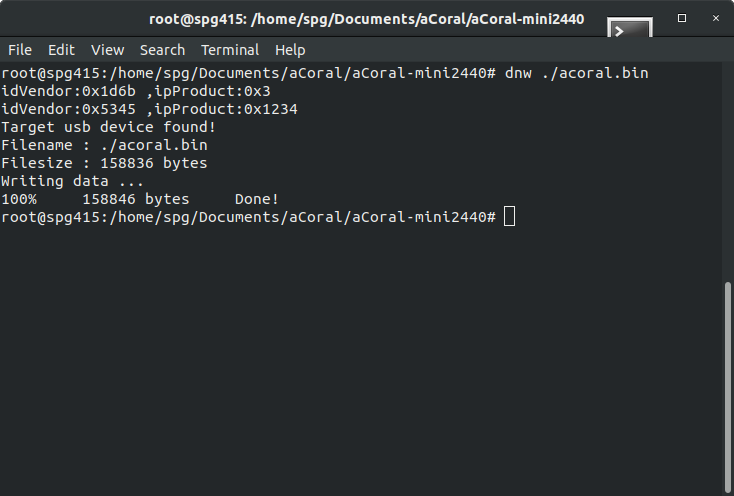 root@spg415: /home/spg/Documents/aCoral/aCoral-mini2440
File Edit View Search Terminal Help
root@spg415:/home/spg/Documents/aCoral/aCoral-mini2440# dnw ./acoral.bin
idVendor:0x1d6b ,ipProduct:0x3
idVendor:0x5345 ,ipProduct:0x1234
Target usb device found!
Filename : ./acoral.bin
Filesize : 158836 bytes
Writing data ...
100%     158846 bytes     Done!
root@spg415:/home/spg/Documents/aCoral/aCoral-mini2440#